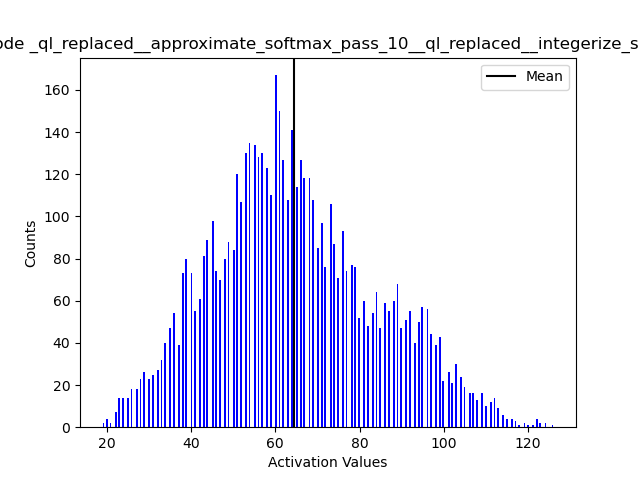 ode _ql_replaced__approximate_softmax_pass_10__ql_replaced__integerize_s
Mean
160
140
120
100
80
60
40
20
0
Counts
20 40 60 80 100 120
Activation Values